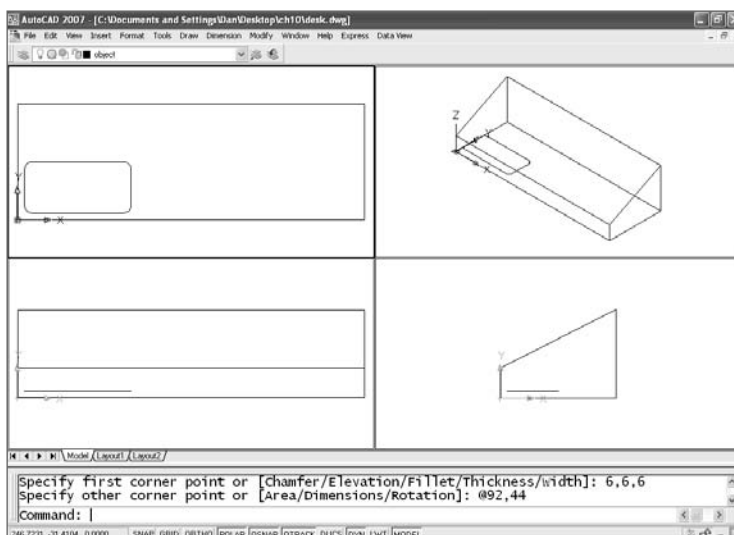 AutoCAD 2007 - [C:\Documents and Settings\Dan\Desktop\ch10\desk.dwg]
File Edit View Insert Format Tools Draw Dimension Modify Window Help Express Data View
object
Z
Y
X
Y
X
Y
X
Y
X
Model Layout1 Layout2
Specify first corner point or [Chamfer/Elevation/Fillet/Thickness/Width]: 6,6,6
Specify other corner point or [Area/Dimensions/Rotation]: @92,44
Command:
SNAP GRID ORTHO POLAR OSNAP OTRACK DUCS DYN LWT MODEL